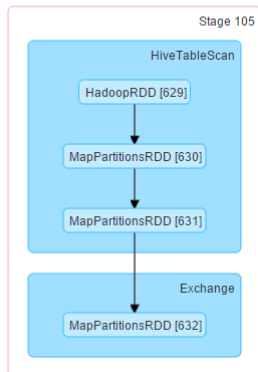 Stage 105
HiveTableScan
HadoopRDD [629]
MapPartitionsRDD [630]
MapPartitionsRDD [631]
Exchange
MapPartitionsRDD [632]